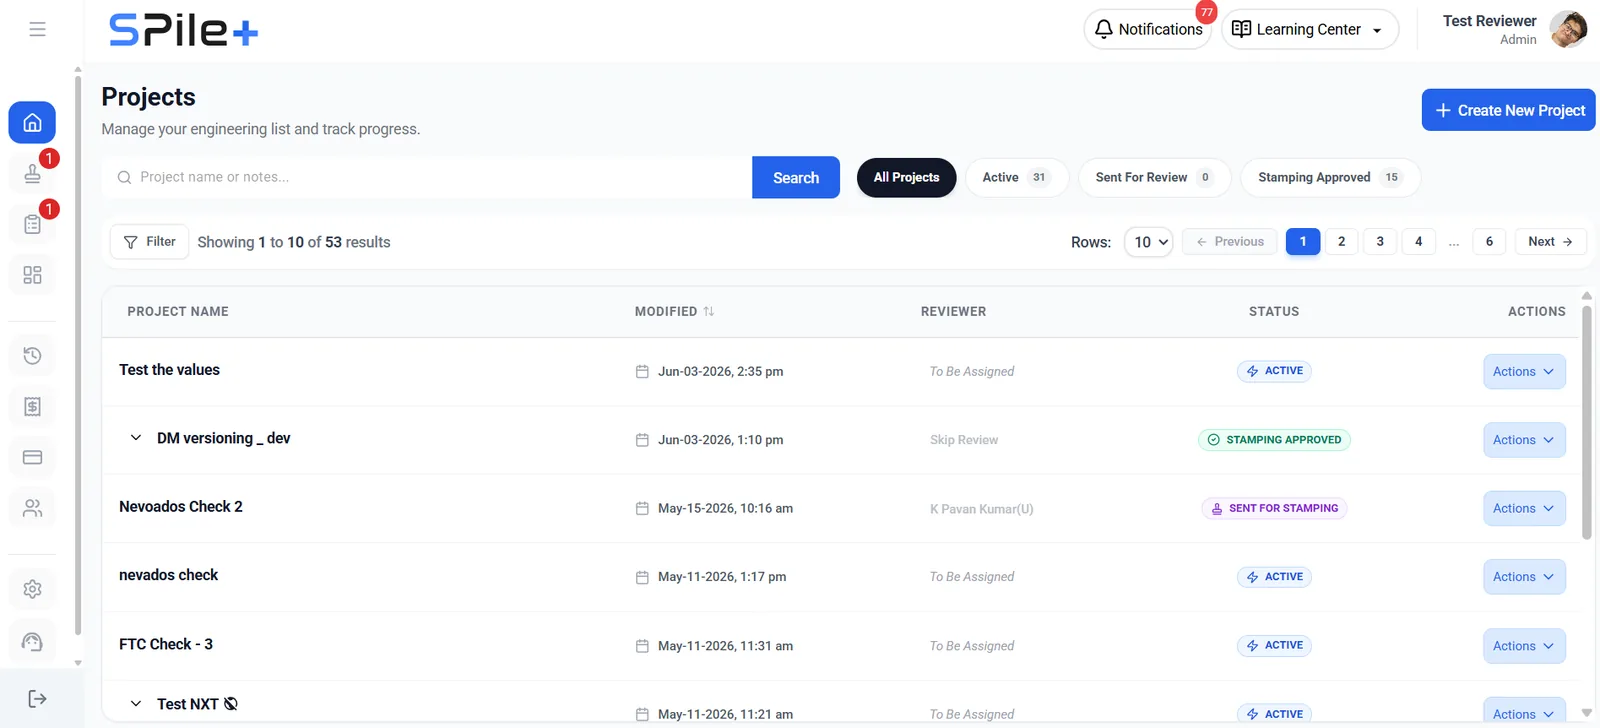 SPile+
Notifications 77
Learning Center
Test Reviewer
Admin
Projects
Manage your engineering list and track progress.
+ Create New Project
1
1
Project name or notes...
Search
All Projects
Active 31
Sent For Review 0
Stamping Approved 15
Filter
Showing 1 to 10 of 53 results
Rows: 10
← Previous 1 2 3 4 ... 6 Next →
PROJECT NAME MODIFIED REVIEWER STATUS ACTIONS
Test the values Jun-03-2026, 2:35 pm To Be Assigned ACTIVE Actions
DM versioning _ dev Jun-03-2026, 1:10 pm Skip Review STAMPING APPROVED Actions
Nevoados Check 2 May-15-2026, 10:16 am K Pavan Kumar(U) SENT FOR STAMPING Actions
nevados check May-11-2026, 1:17 pm To Be Assigned ACTIVE Actions
FTC Check - 3 May-11-2026, 11:31 am To Be Assigned ACTIVE Actions
Test NXT May-11-2026, 11:21 am To Be Assigned ACTIVE Actions